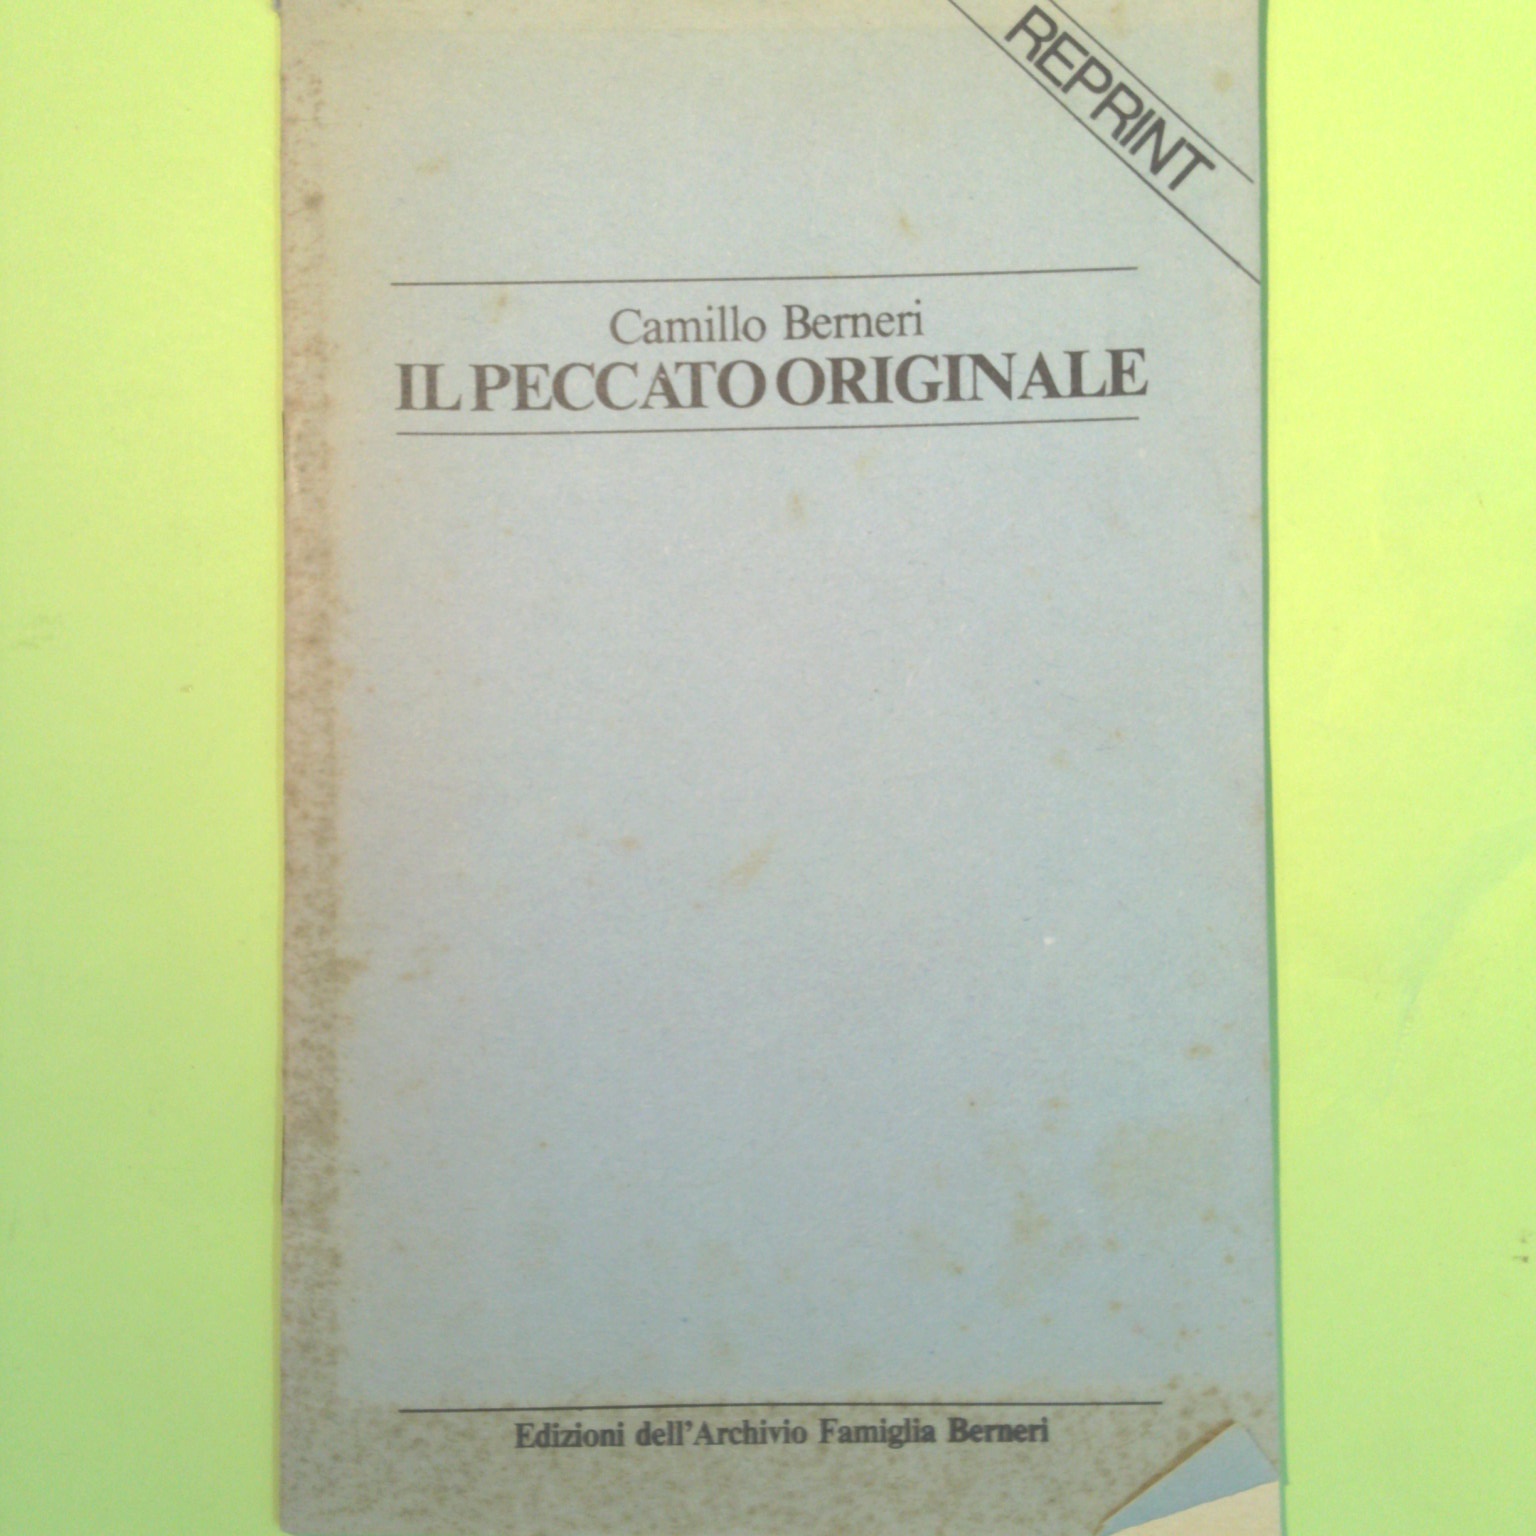 REPRINT
Camillo Berneri
IL PECCATO ORIGINALE
Edizioni dell'Archivio Famiglia Berneri